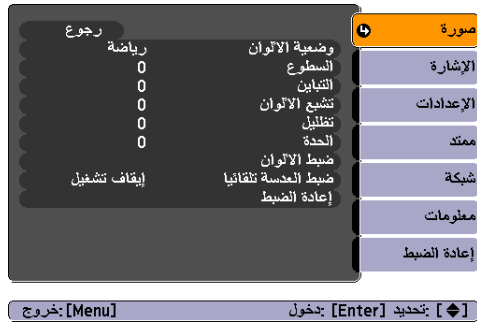 صورة
الإشارة
الإعدادات
ممتد
شبكة
معلومات
إعادة الضبط
رجوع
وضعية الألوان رياضة
السطوع 0
التباين 0
تشبع الألوان 0
تظليل 0
الحدة 0
ضبط الألوان
ضبط العدسة تلقائيا إيقاف تشغيل
إعادة الضبط
[◆] :تحديد [Enter] :دخول [Menu] :خروج